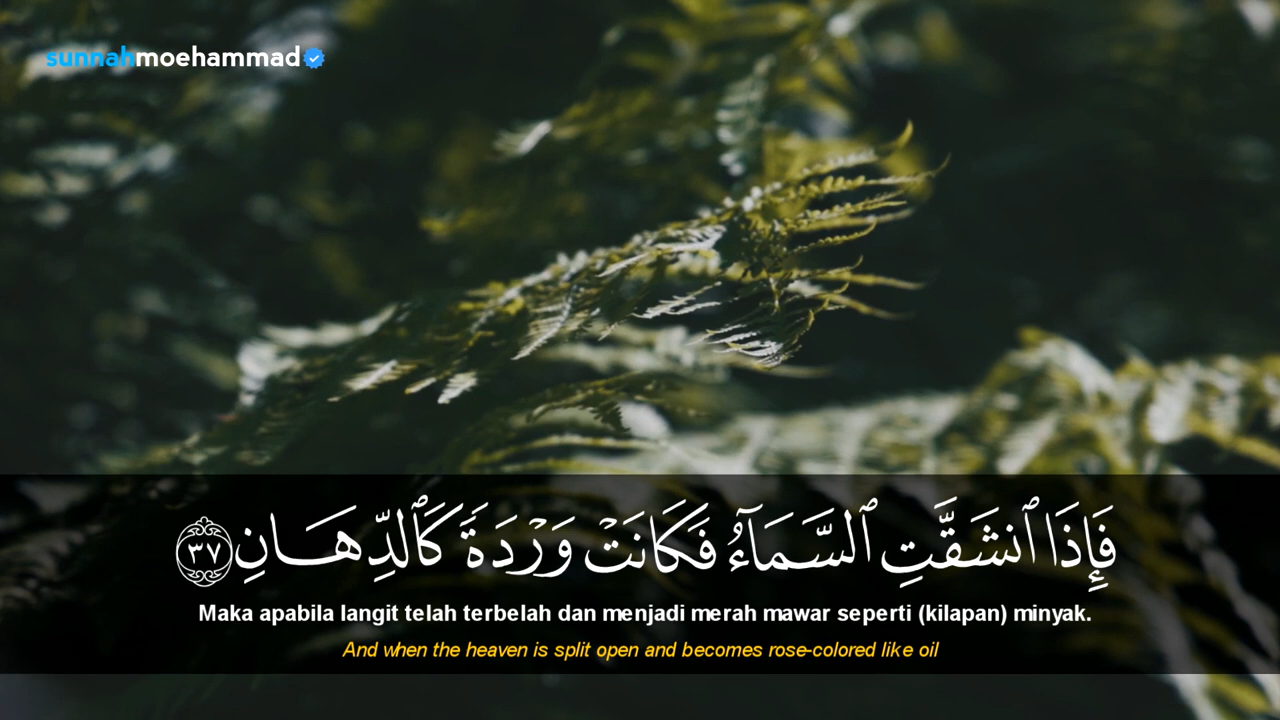 sunnahmoehammad
فَإِذَا ٱنشَقَّتِ ٱلسَّمَآءُ فَكَانَتْ وَرْدَةً كَٱلدِّهَانِ ٣٧
Maka apabila langit telah terbelah dan menjadi merah mawar seperti (kilapan) minyak.
And when the heaven is split open and becomes rose-colored like oil